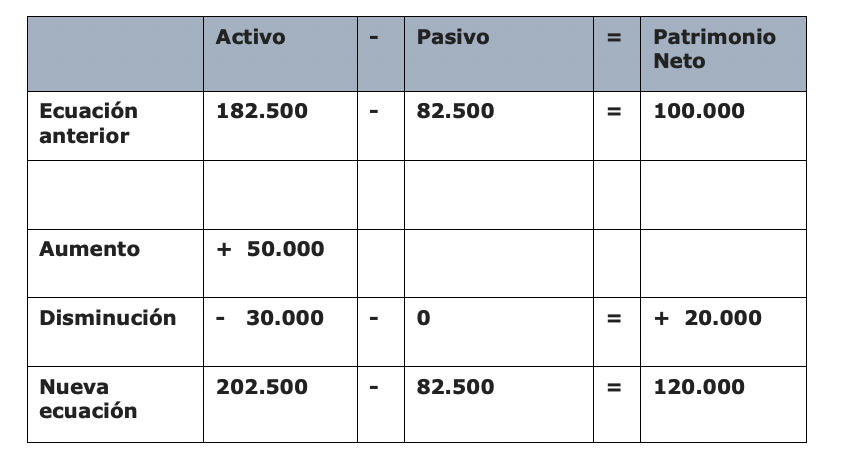 Activo - Pasivo = Patrimonio
Neto
Ecuación 182.500 - 82.500 = 100.000
anterior
Aumento + 50.000
Disminución - 30.000 - 0 = + 20.000
Nueva 202.500 - 82.500 = 120.000
ecuación